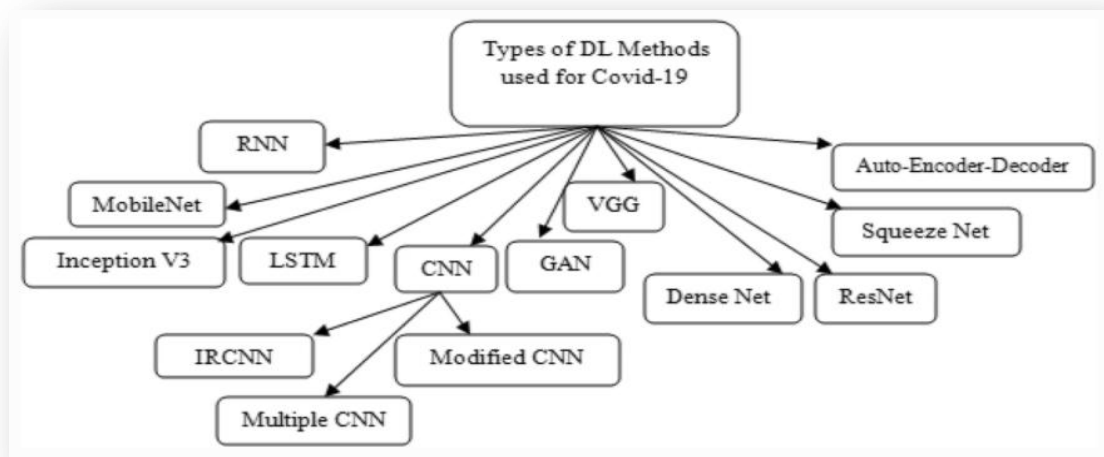 Types of DL Methods
used for Covid-19
RNN
Auto-Encoder-Decoder
MobileNet
VGG
Squeeze Net
Inception V3
LSTM
CNN
GAN
Dense Net
ResNet
IRCNN
Modified CNN
Multiple CNN